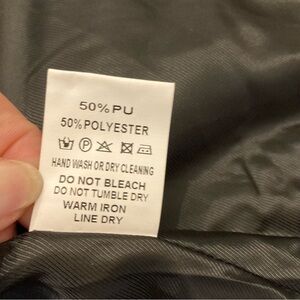 50%PU
50%POLYESTER
P
HAND WASH OR DRY CLEANING
DO NOT BLEACH
DO NOT TUMBLE DRY
WARM IRON
LINE DRY